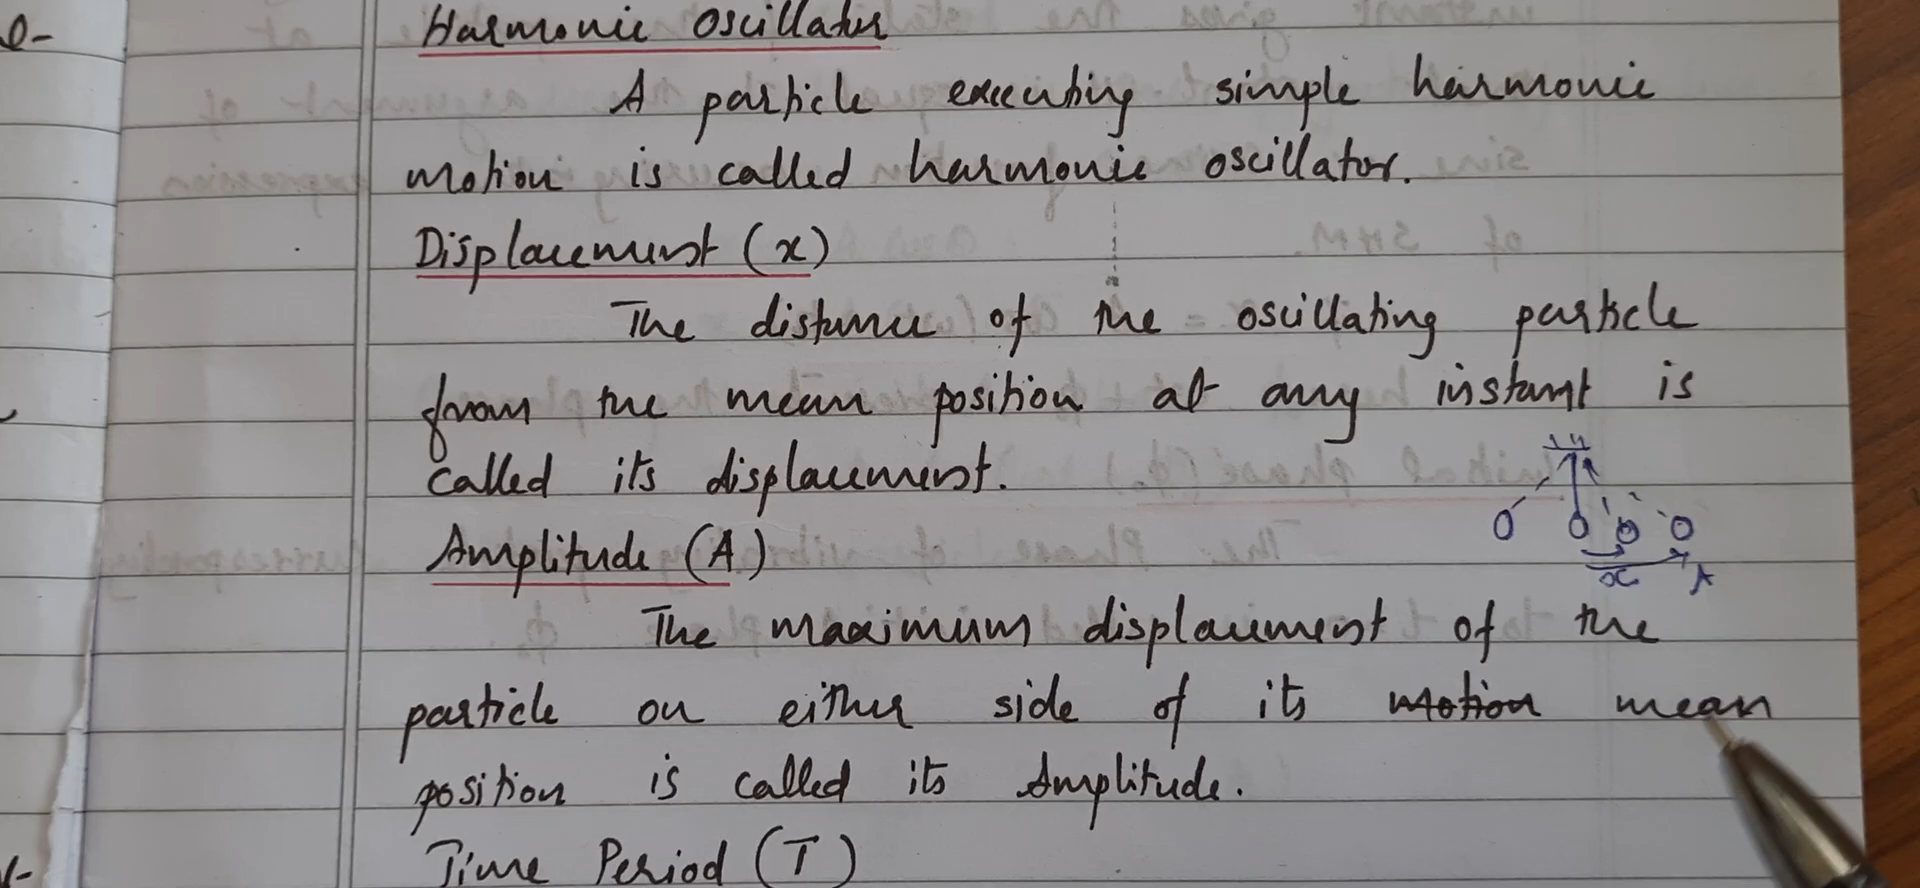 Harmonic Oscillator
A particle executing simple harmonic
motion is called harmonic oscillator.
Displacement (x)
The distance of the oscillating particle
from the mean position at any instant is
called its displacement.
Amplitude (A)
x A
The maximum displacement of the
particle on either side of its motion mean
position is called its Amplitude.
Time Period (T)